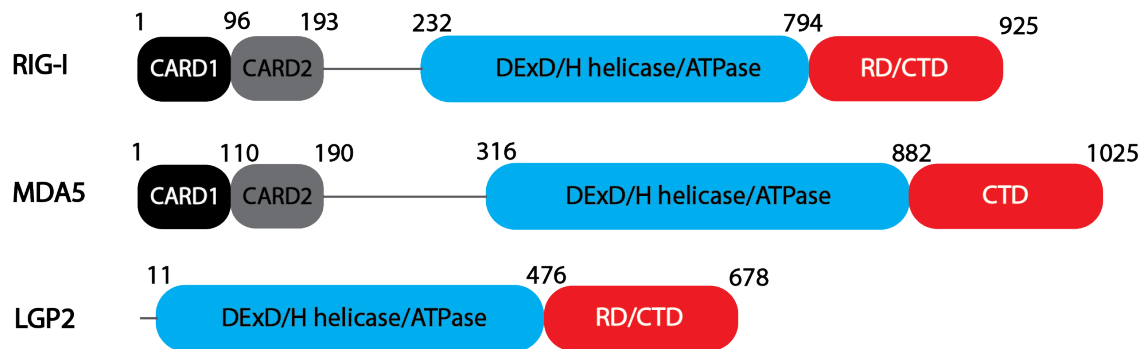 1 96 193 232 794 925
RIG-I CARD1 CARD2 DExD/H helicase/ATPase RD/CTD
1 110 190 316 882 1025
MDA5 CARD1 CARD2 DExD/H helicase/ATPase CTD
11 476 678
LGP2 DExD/H helicase/ATPase RD/CTD